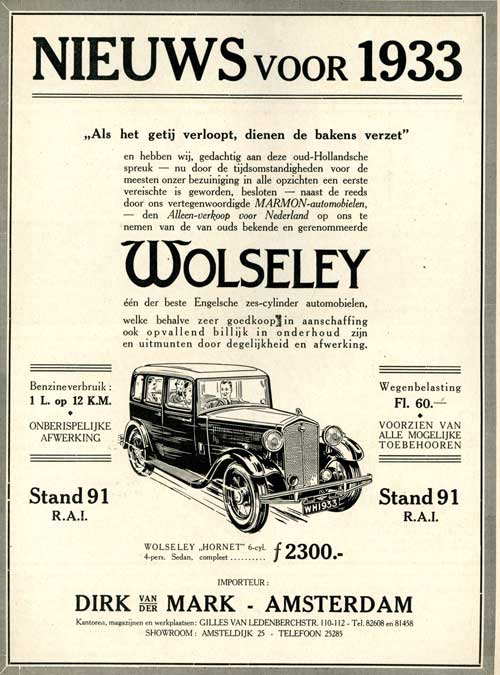 NIEUWS VOOR 1933
„Als het getij verloopt, dienen de bakens verzet”
en hebben wij, gedachtig aan deze oud-Hollandsche
spreuk — nu door de tijdsomstandigheden voor de
meesten onzer bezuiniging in alle opzichten een eerste
vereischte is geworden, besloten — naast de reeds
door ons vertegenwoordigde MARMON-automobielen,
— den Alleen-verkoop voor Nederland op ons te
nemen van de van ouds bekende en gerenommeerde
WOLSELEY
één der beste Engelsche zes-cylinder automobielen,
welke behalve zeer goedkoop in aanschaffing
ook opvallend billijk in onderhoud zijn
en uitmunten door degelijkheid en afwerking.
Benzineverbruik:
1 L. op 12 K.M.
ONBERISPELIJKE
AFWERKING
Stand 91
R.A.I.
Wegenbelasting
Fl. 60.—
VOORZIEN VAN
ALLE MOGELIJKE
TOEBEHOOREN
Stand 91
R.A.I.
WH1933
WOLSELEY „HORNET” 6-cyl.
4-pers. Sedan, compleet .......... f 2300.-
IMPORTEUR:
DIRK VAN DER MARK - AMSTERDAM
Kantoren, magazijnen en werkplaatsen: GILLES VAN LEDENBERCHSTR. 110-112 - Tel. 82608 en 81458
SHOWROOM: AMSTELDIJK 25 - TELEFOON 25285